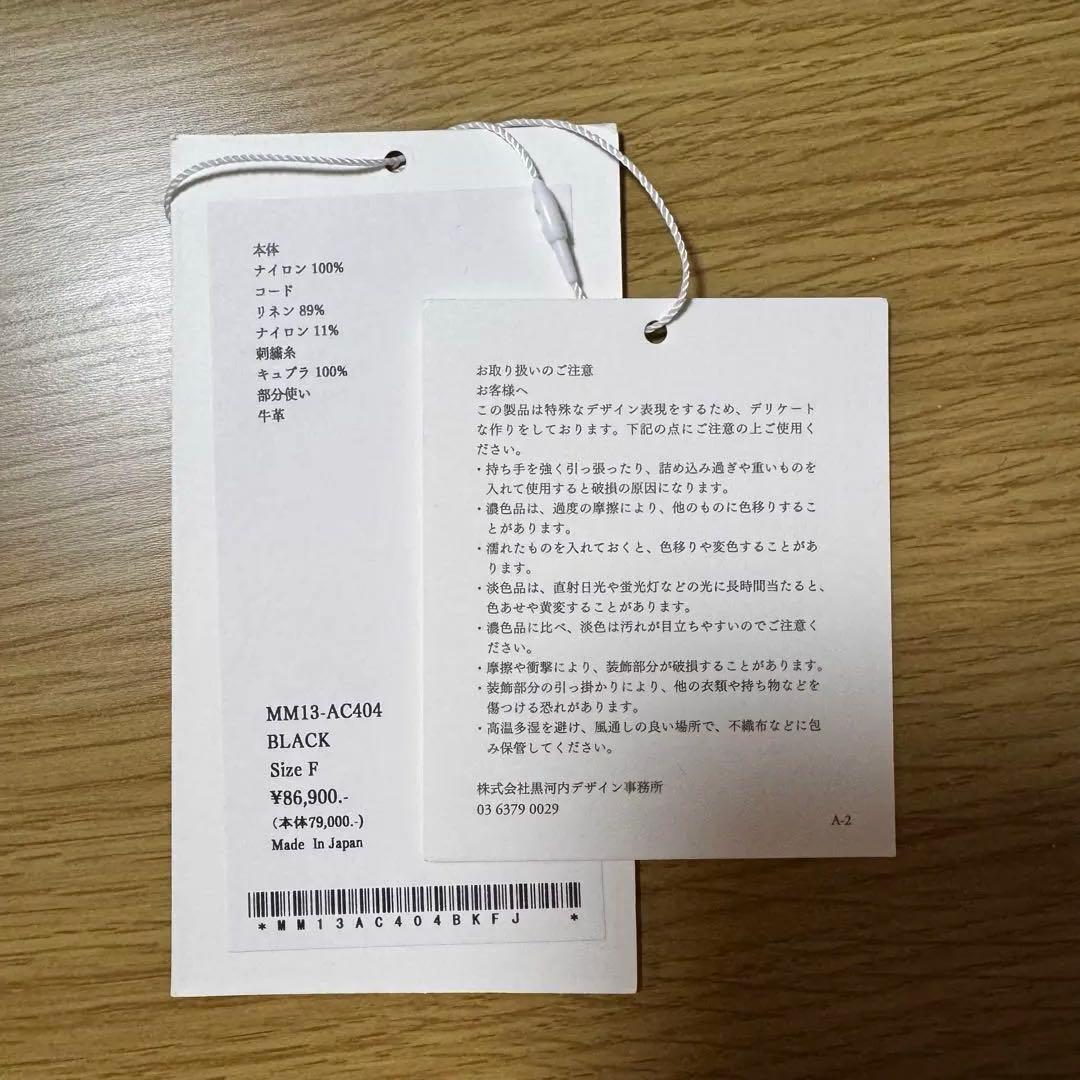 本体
ナイロン 100%
コード
リネン 89%
ナイロン 11%
刺繍糸
キュプラ 100%
部分使い
牛革
MM13-AC404
BLACK
Size F
¥86,900.-
(本体79,000.-)
Made In Japan
*MM13AC404BKFJ *
お取り扱いのご注意
お客様へ
この製品は特殊なデザイン表現をするため、デリケート
な作りをしております。下記の点にご注意の上ご使用く
ださい。
・持ち手を強く引っ張ったり、詰め込み過ぎや重いものを
入れて使用すると破損の原因になります。
・濃色品は、過度の摩擦により、他のものに色移りするこ
とがあります。
・濡れたものを入れておくと、色移りや変色することがあ
ります。
・淡色品は、直射日光や蛍光灯などの光に長時間当たると、
色あせや黄変することがあります。
・濃色品に比べ、淡色は汚れが目立ちやすいのでご注意く
ださい。
・摩擦や衝撃により、装飾部分が破損することがあります。
・装飾部分の引っ掛かりにより、他の衣類や持ち物などを
傷つける恐れがあります。
・高温多湿を避け、風通しの良い場所で、不織布などに包
み保管してください。
株式会社黒河内デザイン事務所
03 6379 0029
A-2